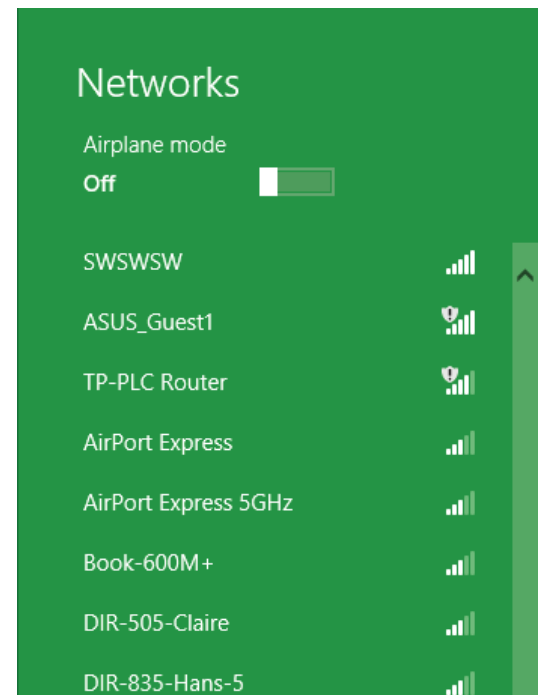 Networks
Airplane mode
Off
SWSWSW
ASUS_Guest1
TP-PLC Router
AirPort Express
AirPort Express 5GHz
Book-600M+
DIR-505-Claire
DIR-835-Hans-5